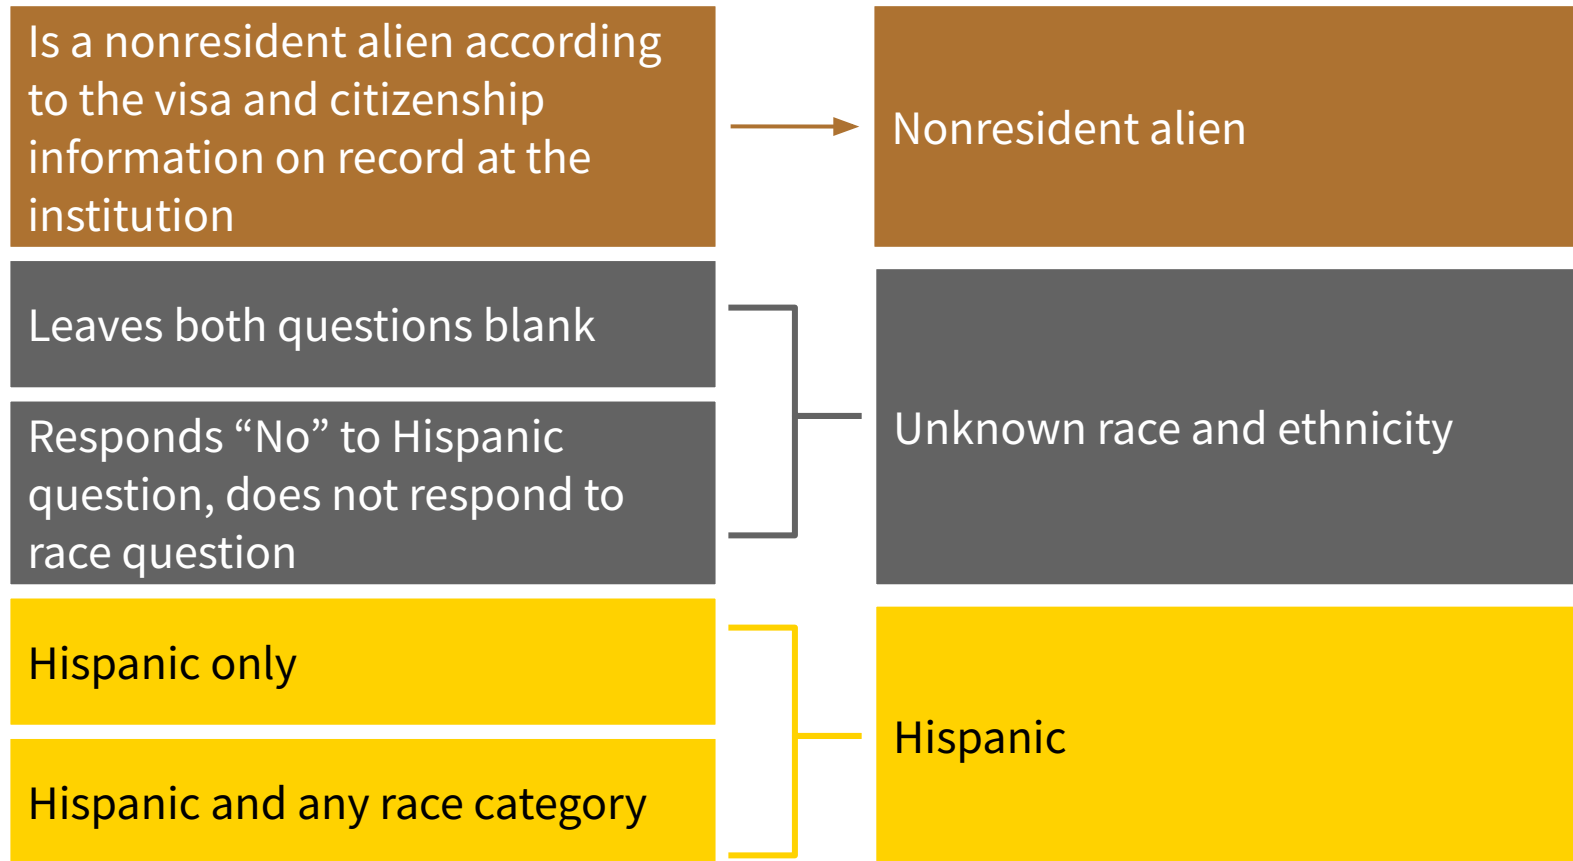 Is a nonresident alien according
to the visa and citizenship
information on record at the
institution
Nonresident alien
Leaves both questions blank
Responds “No” to Hispanic
question, does not respond to
race question
Unknown race and ethnicity
Hispanic only
Hispanic and any race category
Hispanic